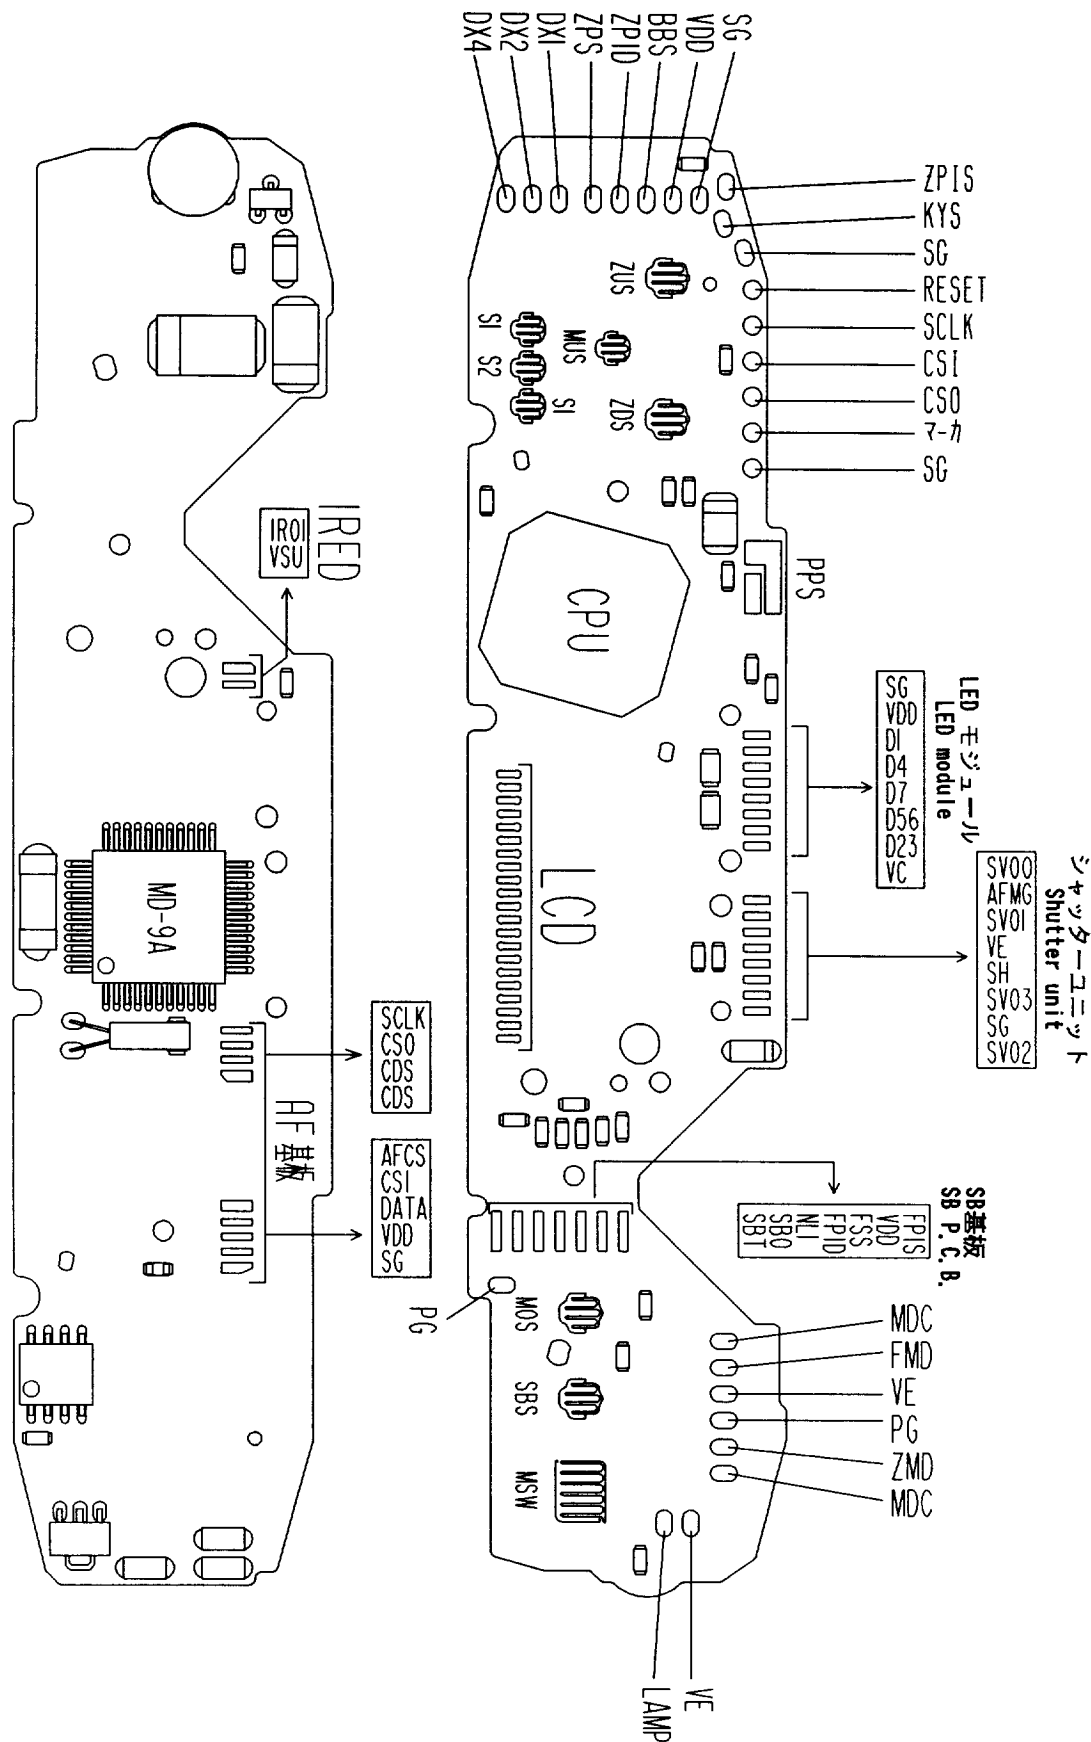 SG
VDD
BBS
ZPID
ZPS
DX1
DX2
DX4
ZPIS
KYS
SG
RESET
SCLK
CSI
CSO
マーカ
SG
ZUS
MUS
ZDS
S1
S2
S1
CPU
PPS
LED モジュール
LED module
SG
VDD
D1
D4
D7
D56
D23
VC
シャッターユニット
Shutter unit
SV00
AFMG
SV01
VE
SH
SV03
SG
SV02
LCD
SB基板
SB P.C.B.
FPIS
VDD
FSS
FPID
NLI
SBO
SBT
PG
MOS
SBS
MSW
MDC
FMD
VE
PG
ZMD
MDC
VE
LAMP
IRED
IRO1
VSU
MD-9A
AF基板
SCLK
CSO
CDS
CDS
AFCS
CSI
DATA
VDD
SG